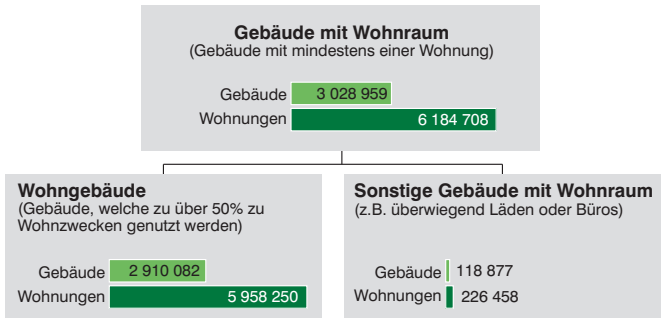 Gebäude mit Wohnraum
(Gebäude mit mindestens einer Wohnung)
Gebäude 3 028 959
Wohnungen 6 184 708
Wohngebäude
(Gebäude, welche zu über 50% zu
Wohnzwecken genutzt werden)
Gebäude 2 910 082
Wohnungen 5 958 250
Sonstige Gebäude mit Wohnraum
(z.B. überwiegend Läden oder Büros)
Gebäude 118 877
Wohnungen 226 458